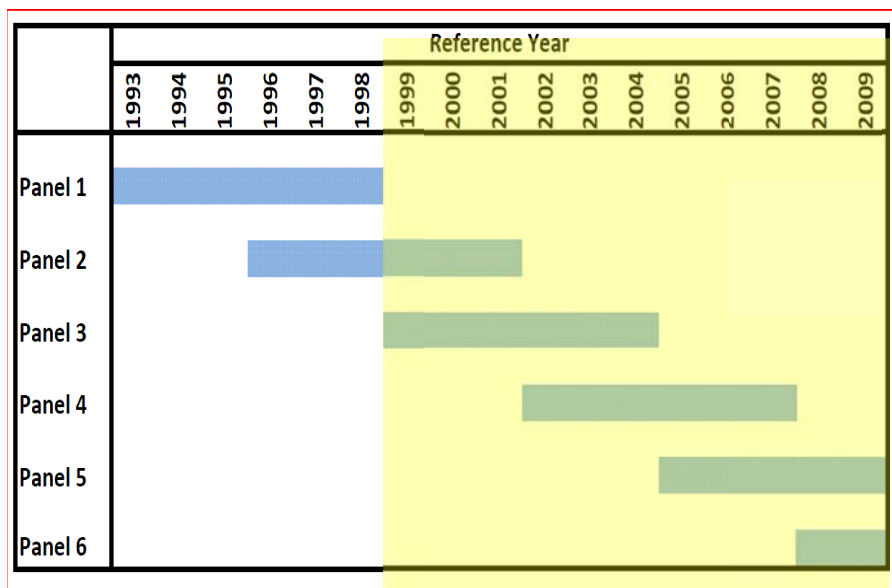 Reference Year
1993 1994 1995 1996 1997 1998 1999 2000 2001 2002 2003 2004 2005 2006 2007 2008 2009
Panel 1
Panel 2
Panel 3
Panel 4
Panel 5
Panel 6